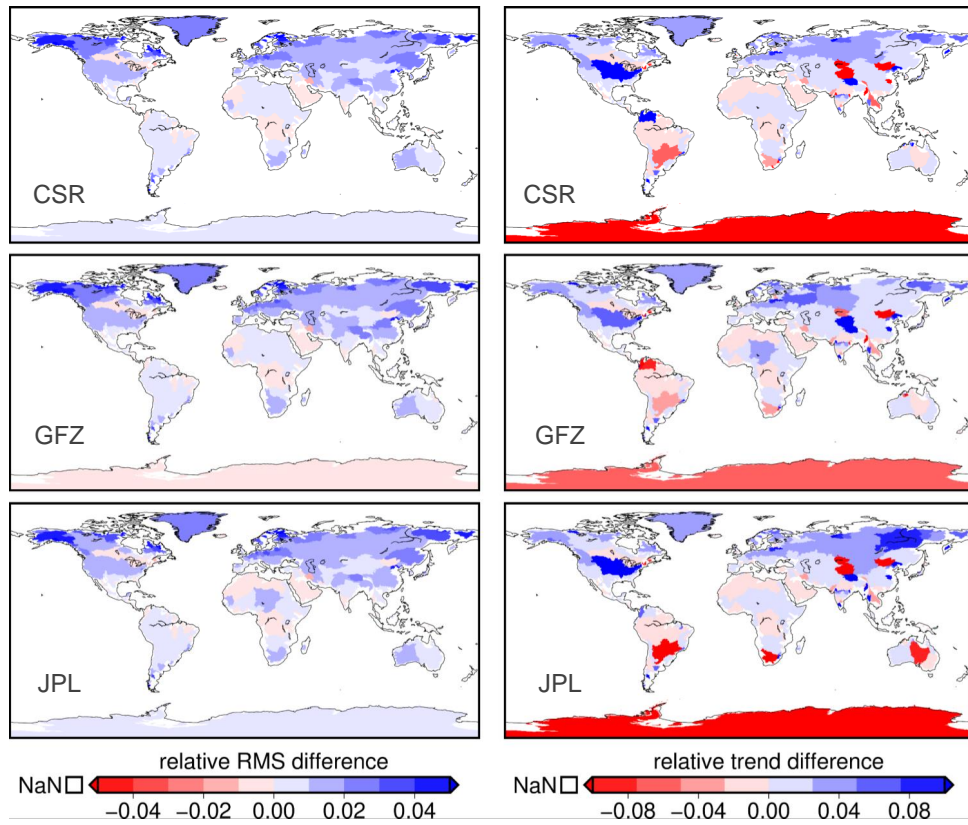 CSR
CSR
GFZ
GFZ
JPL
JPL
relative RMS difference
NaN
−0.04 −0.02 0.00 0.02 0.04
relative trend difference
NaN
−0.08 −0.04 0.00 0.04 0.08